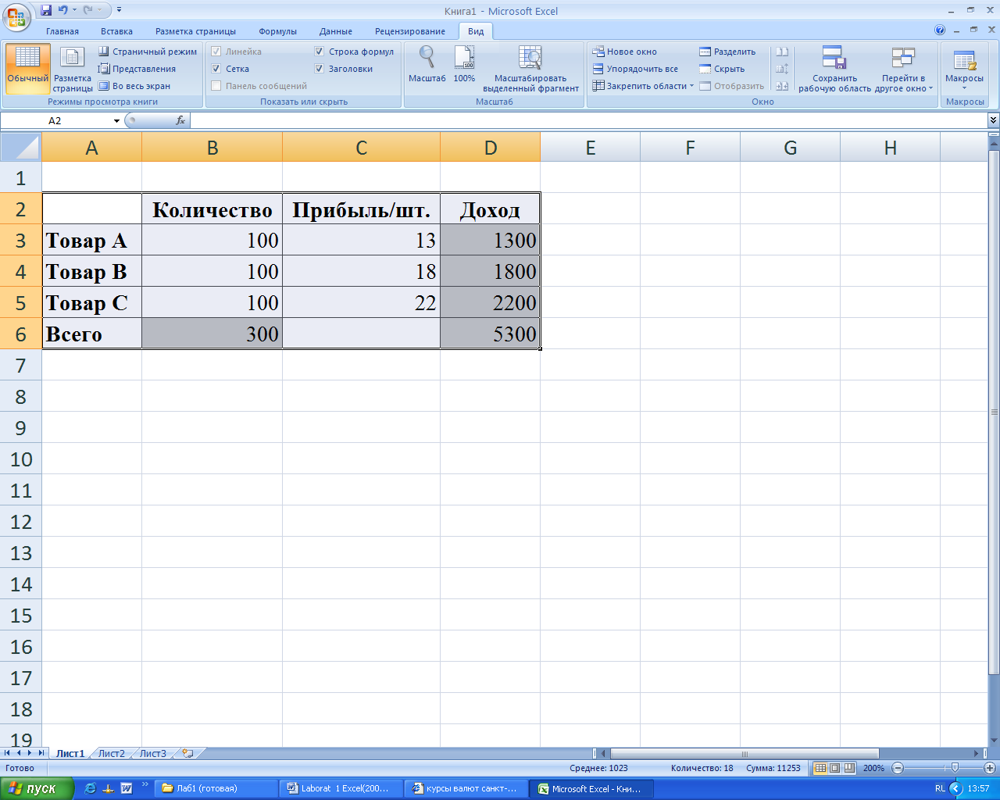 Книга1 - Microsoft Excel
Главная Вставка Разметка страницы Формулы Данные Рецензирование Вид
Обычный
Разметка страницы
Страничный режим
Представления
Во весь экран
Режимы просмотра книги
Линейка
Сетка
Панель сообщений
Строка формул
Заголовки
Показать или скрыть
Масштаб
100%
Масштабировать выделенный фрагмент
Масштаб
Новое окно
Упорядочить все
Закрепить области
Разделить
Скрыть
Отобразить
Сохранить рабочую область
Перейти в другое окно
Окно
Макросы
Макросы
A2 fx
A B C D E F G H
1
2 Количество Прибыль/шт. Доход
3 Товар A 100 13 1300
4 Товар B 100 18 1800
5 Товар C 100 22 2200
6 Всего 300 5300
7
8
9
10
11
12
13
14
15
16
17
18
19
Лист1 Лист2 Лист3
Готово Среднее: 1023 Количество: 18 Сумма: 11253 200%
пуск Лаб1 (готовая) Laborat 1 Excel(200... курсы валют санкт-... Microsoft Excel - Кни... RL 13:57